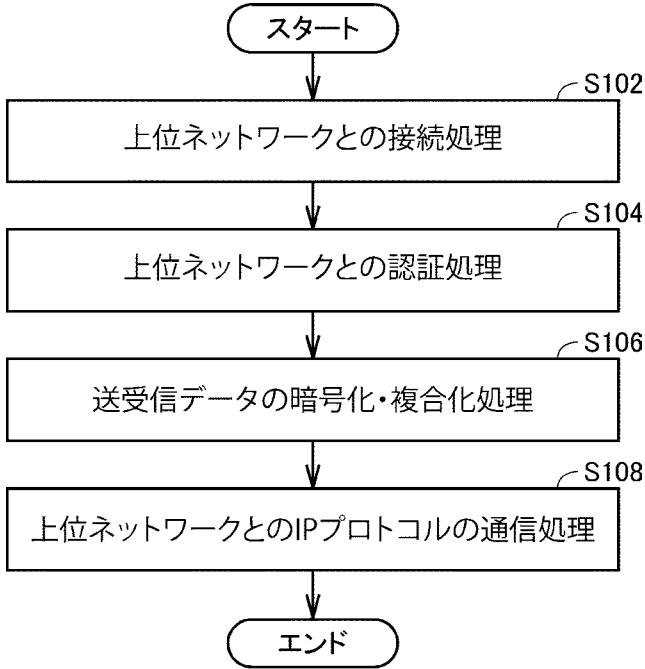 スタート
S102
上位ネットワークとの接続処理
S104
上位ネットワークとの認証処理
S106
送受信データの暗号化・複合化処理
S108
上位ネットワークとのIPプロトコルの通信処理
エンド